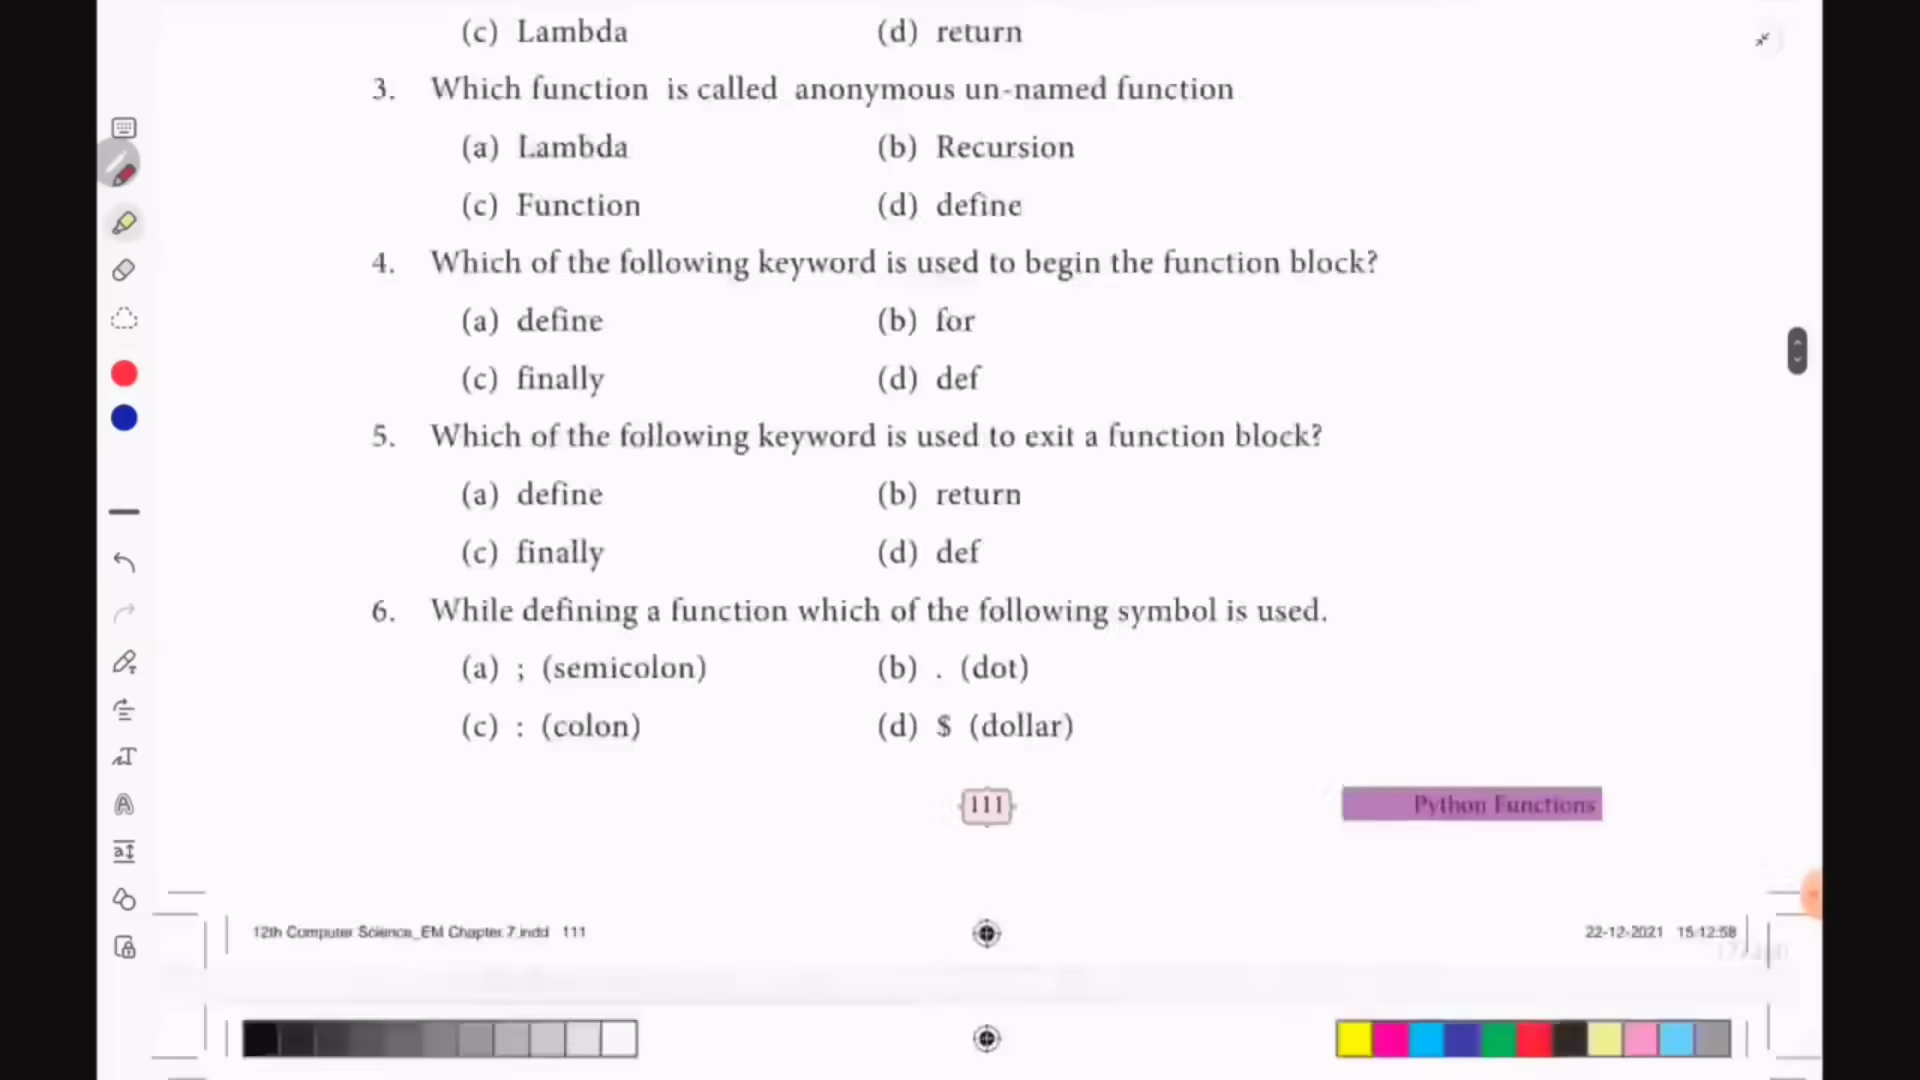 (c) Lambda (d) return
3. Which function is called anonymous un-named function
(a) Lambda (b) Recursion
(c) Function (d) define
4. Which of the following keyword is used to begin the function block?
(a) define (b) for
(c) finally (d) def
5. Which of the following keyword is used to exit a function block?
(a) define (b) return
(c) finally (d) def
6. While defining a function which of the following symbol is used.
(a) ; (semicolon) (b) . (dot)
(c) : (colon) (d) $ (dollar)
111 Python Functions
12th Computer Science_EM Chapter 7.indd 111 22-12-2021 15:12:58